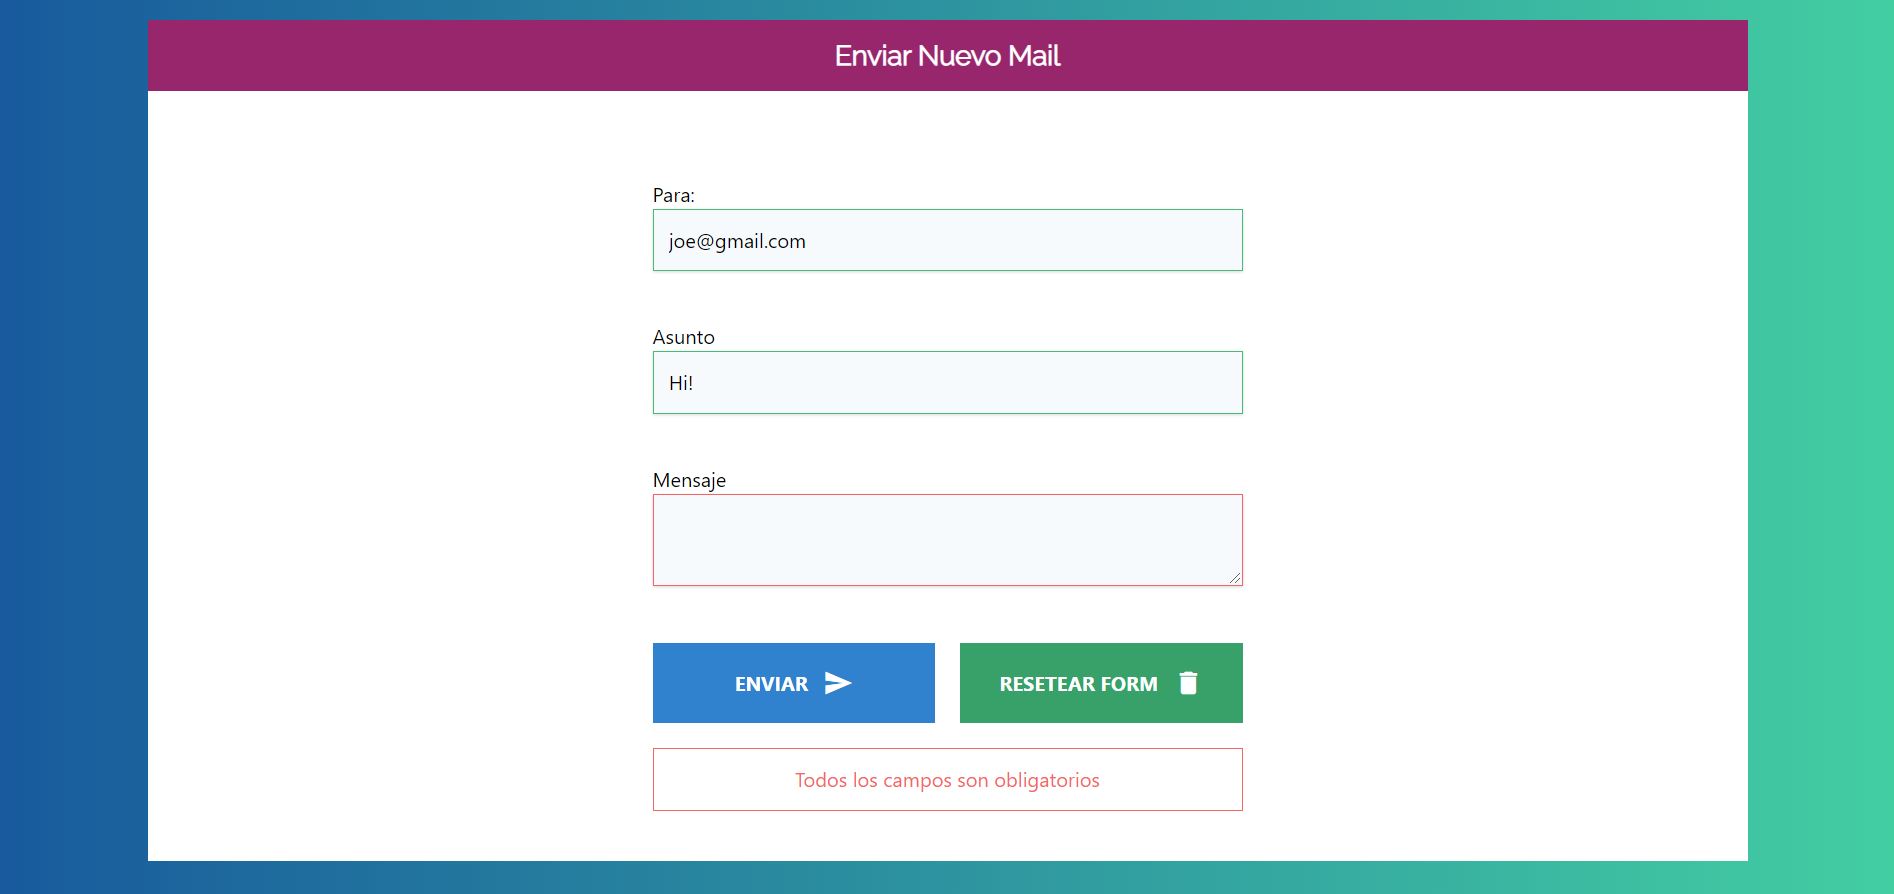 Enviar Nuevo Mail
Para:
joe@gmail.com
Asunto
Hi!
Mensaje
ENVIAR
RESETEAR FORM
Todos los campos son obligatorios